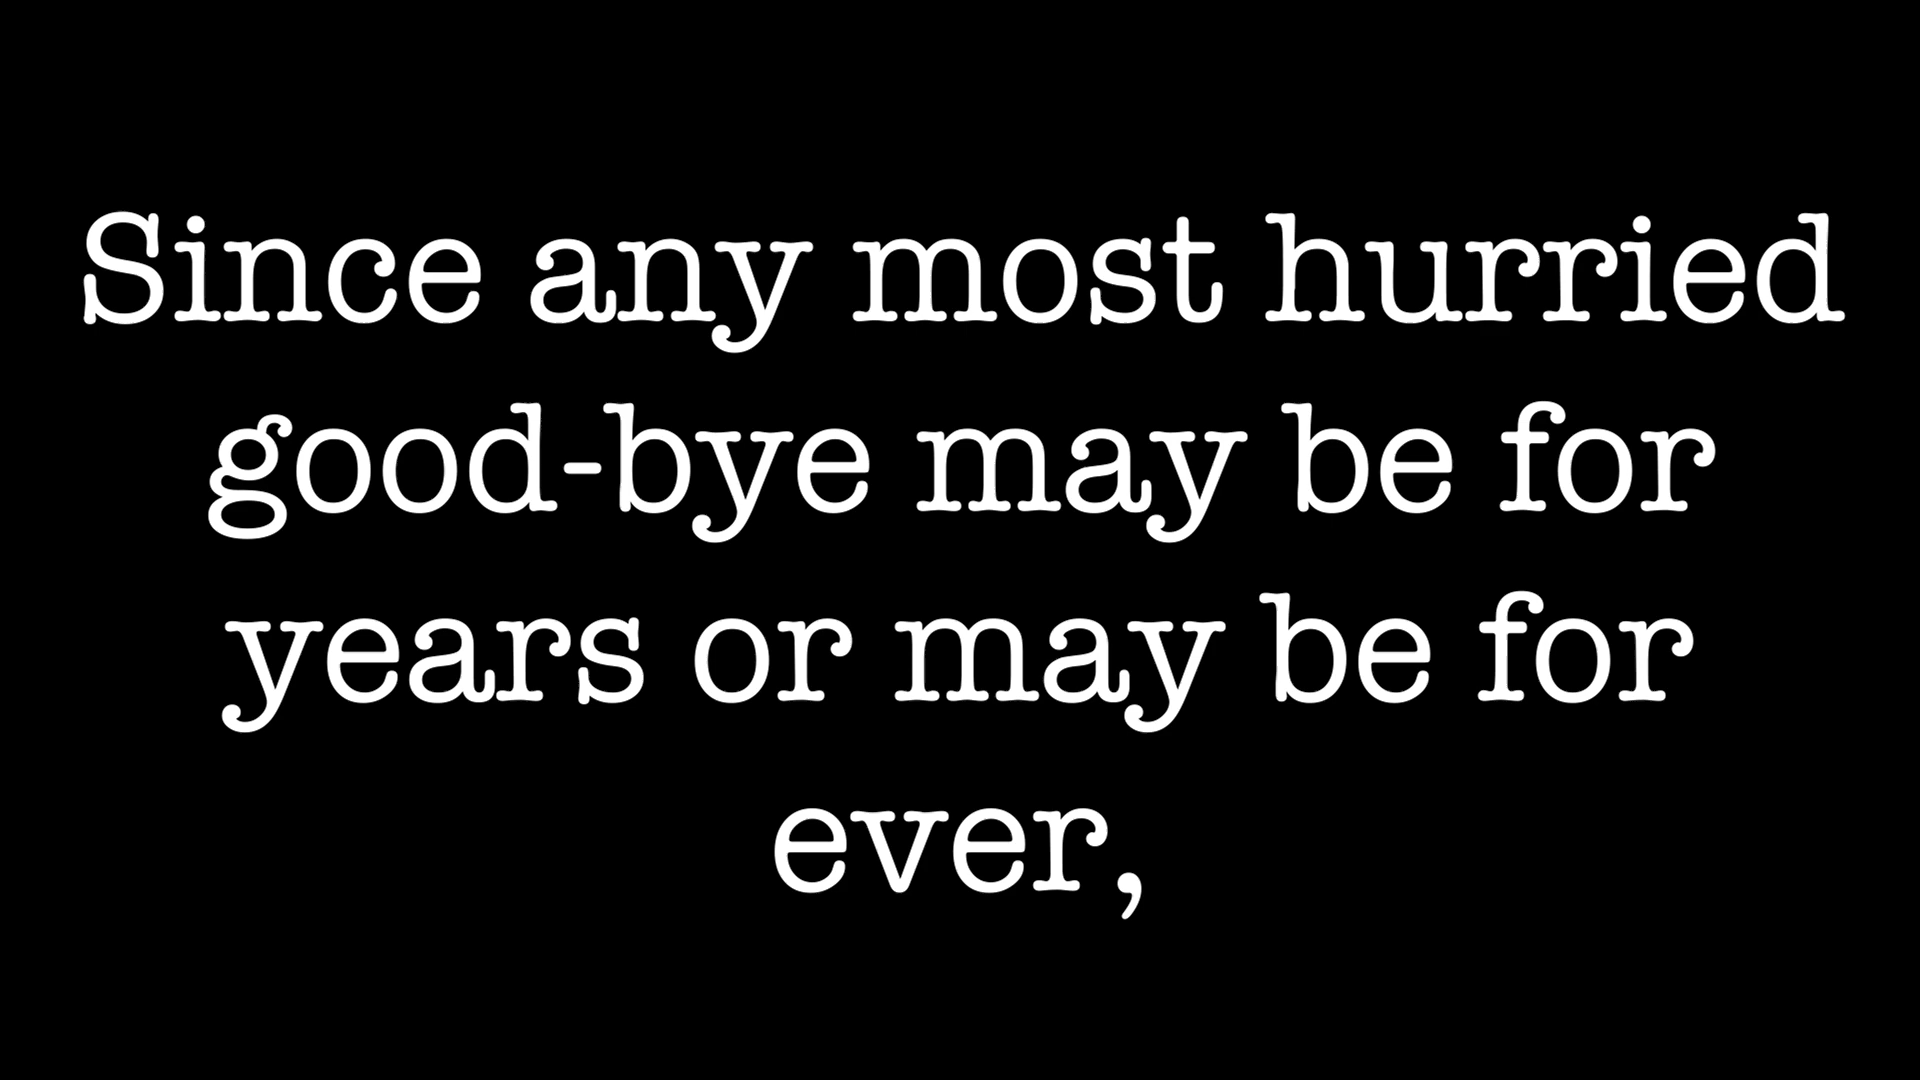 Since any most hurried
good-bye may be for
years or may be for
ever,